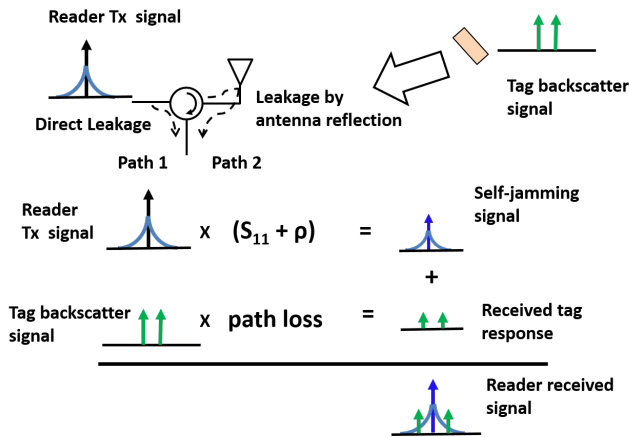 Reader Tx signal
Direct Leakage
Leakage by
antenna reflection
Tag backscatter
signal
Path 1
Path 2
Reader
Tx signal
x (S11 + ρ) =
Self-jamming
signal
+
Tag backscatter
signal
x path loss =
Received tag
response
Reader received
signal